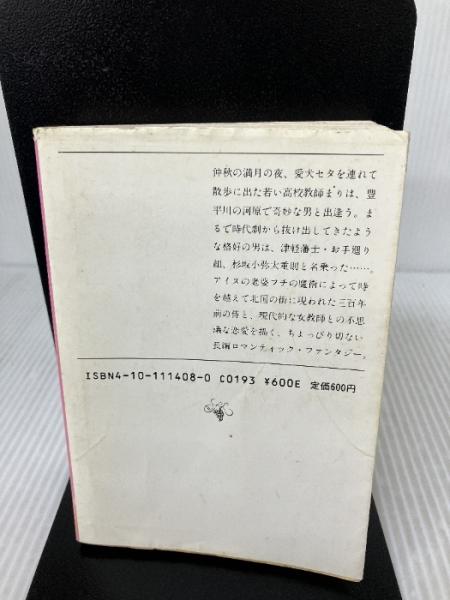 仲秋の満月の夜、愛犬セタを連れて
散歩に出た若い高校教師まりは、豊
平川の河原で奇妙な男と出逢う。ま
るで時代劇から抜け出してきたよう
な格好の男は、津軽藩士・お手廻り
組、杉坂小弥太重則と名乗った……。
アイヌの老婆フチの魔術によって時
を越えて北国の街に現われた三百年
前の侍と、現代的な女教師との不思
議な恋愛を描く、ちょっぴり切ない
長編ロマンティック・ファンタジー。
ISBN4-10-111408-0 C0193 ¥600E 定価600円